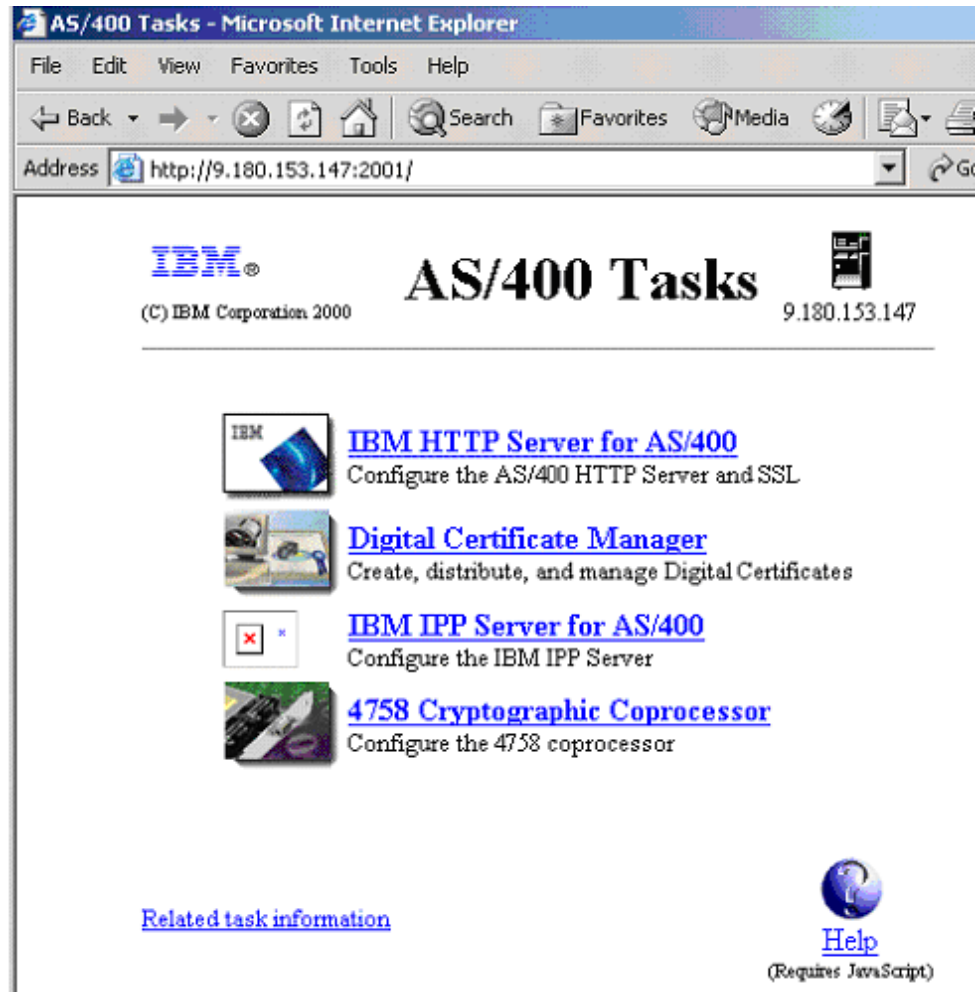 AS/400 Tasks - Microsoft Internet Explorer
File Edit View Favorites Tools Help
Back Search Favorites Media
Address http://9.180.153.147:2001/ Go
IBM®
AS/400 Tasks
(C) IBM Corporation 2000
9.180.153.147
IBM
IBM HTTP Server for AS/400
Configure the AS/400 HTTP Server and SSL
Digital Certificate Manager
Create, distribute, and manage Digital Certificates
IBM IPP Server for AS/400
Configure the IBM IPP Server
4758 Cryptographic Coprocessor
Configure the 4758 coprocessor
Related task information
Help
(Requires JavaScript)